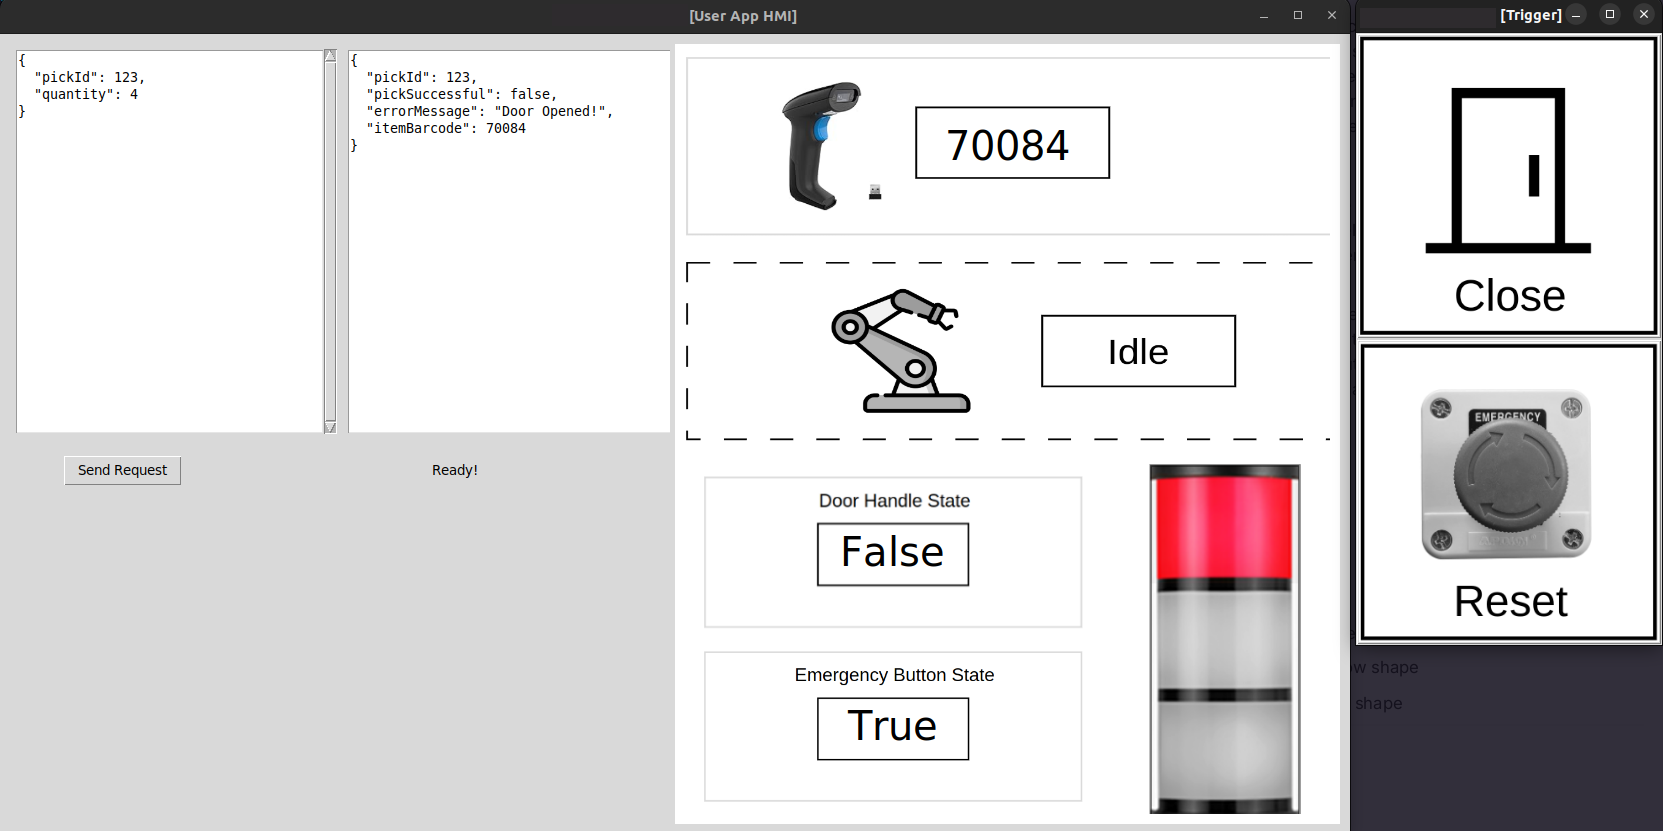 [User App HMI]
[Trigger]
{
"pickId": 123,
"quantity": 4
}
{
"pickId": 123,
"pickSuccessful": false,
"errorMessage": "Door Opened!",
"itemBarcode": 70084
}
Send Request
Ready!
70084
Idle
Door Handle State
False
Emergency Button State
True
Close
EMERGENCY
Reset
ow shape
shape